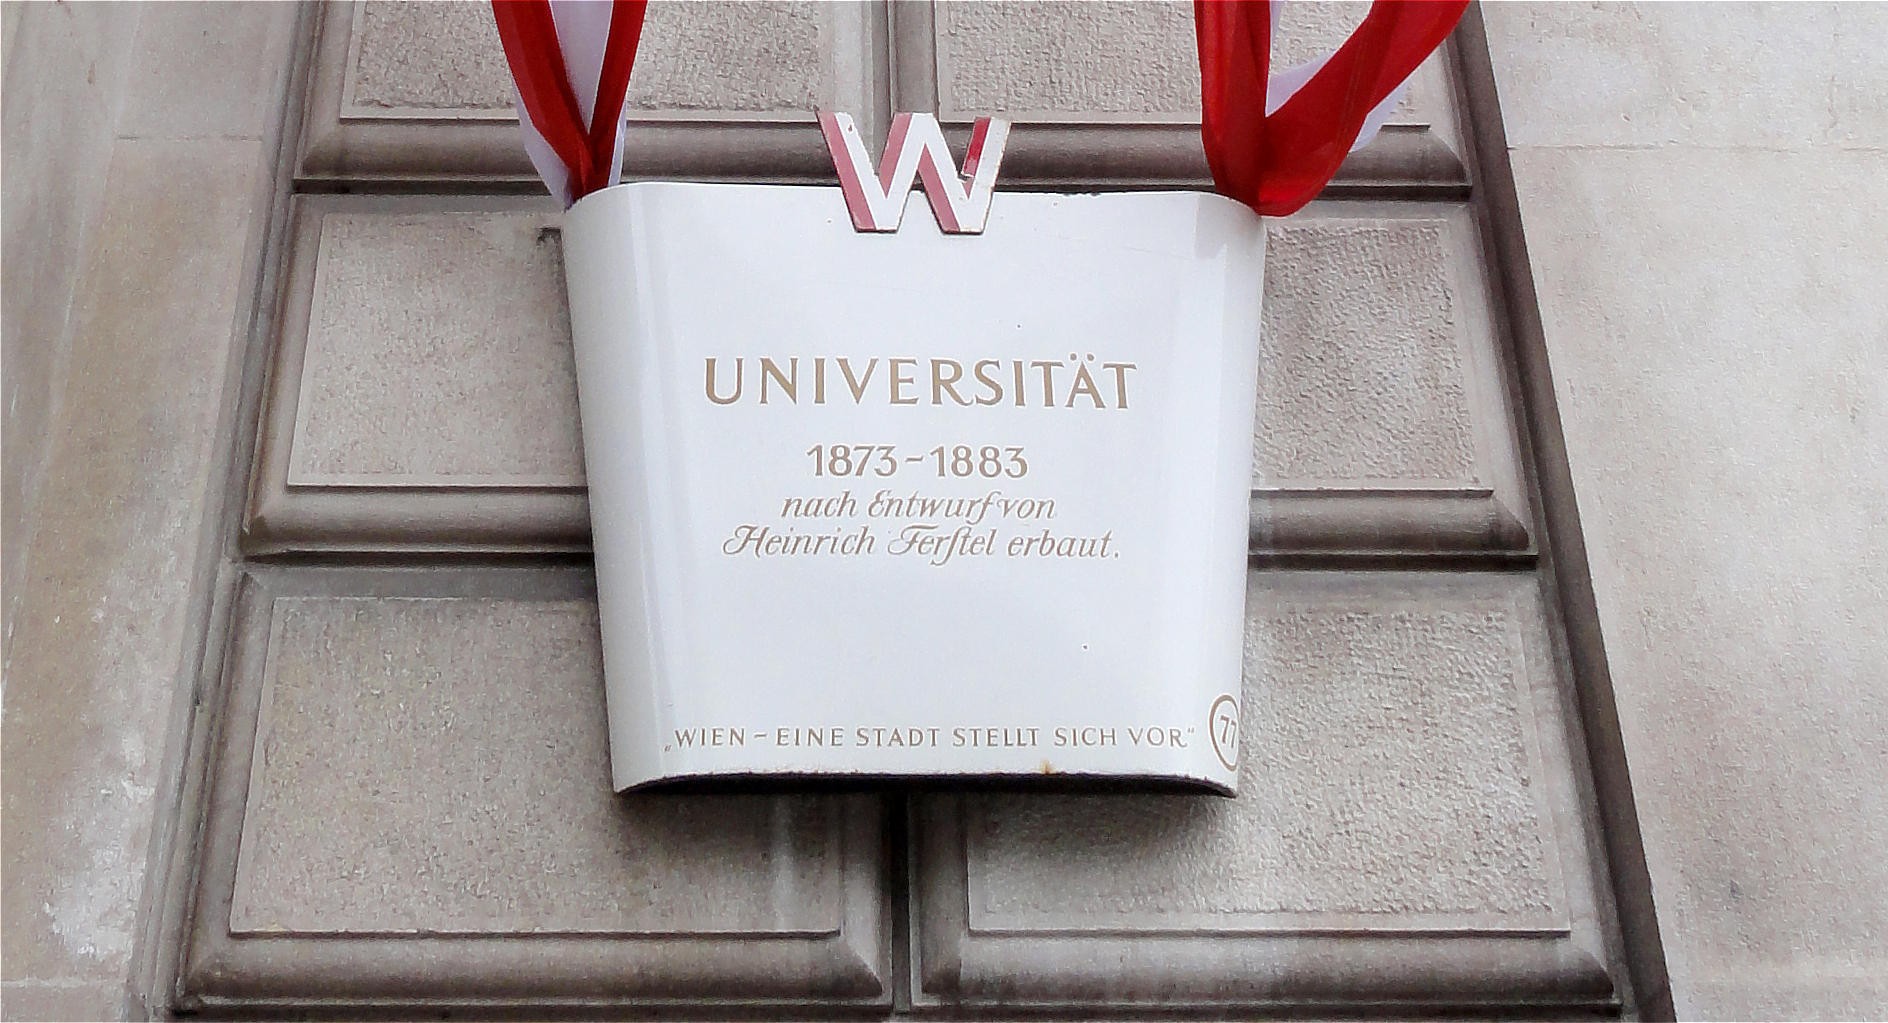 W
UNIVERSITÄT
1873-1883
nach Entwurf von
Heinrich Ferſtel erbaut.
„WIEN - EINE STADT STELLT SICH VOR“
77